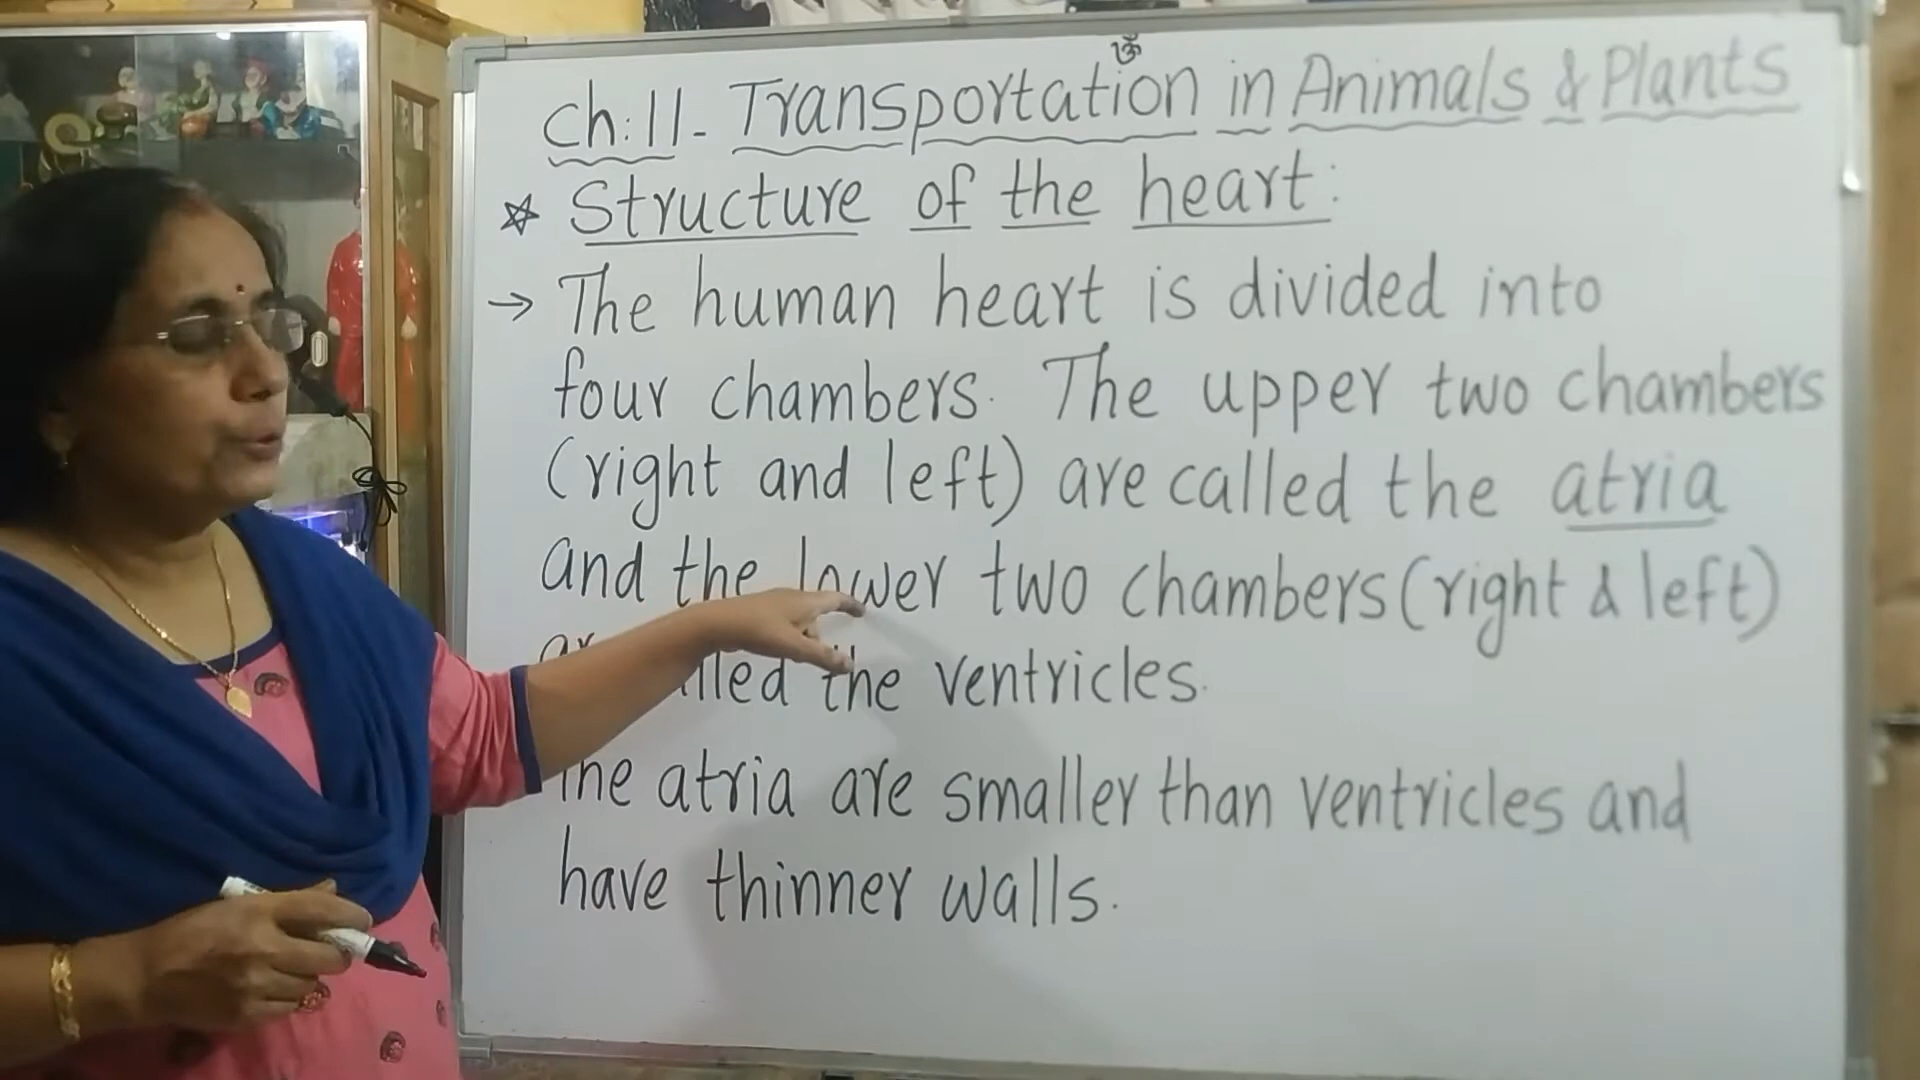 ॐ
Ch:11- Transportation in Animals & Plants
☆ Structure of the heart:
→ The human heart is divided into
four chambers. The upper two chambers
(right and left) are called the atria
and the lower two chambers (right & left)
the ventricles.
The atria are smaller than ventricles and
have thinner walls.